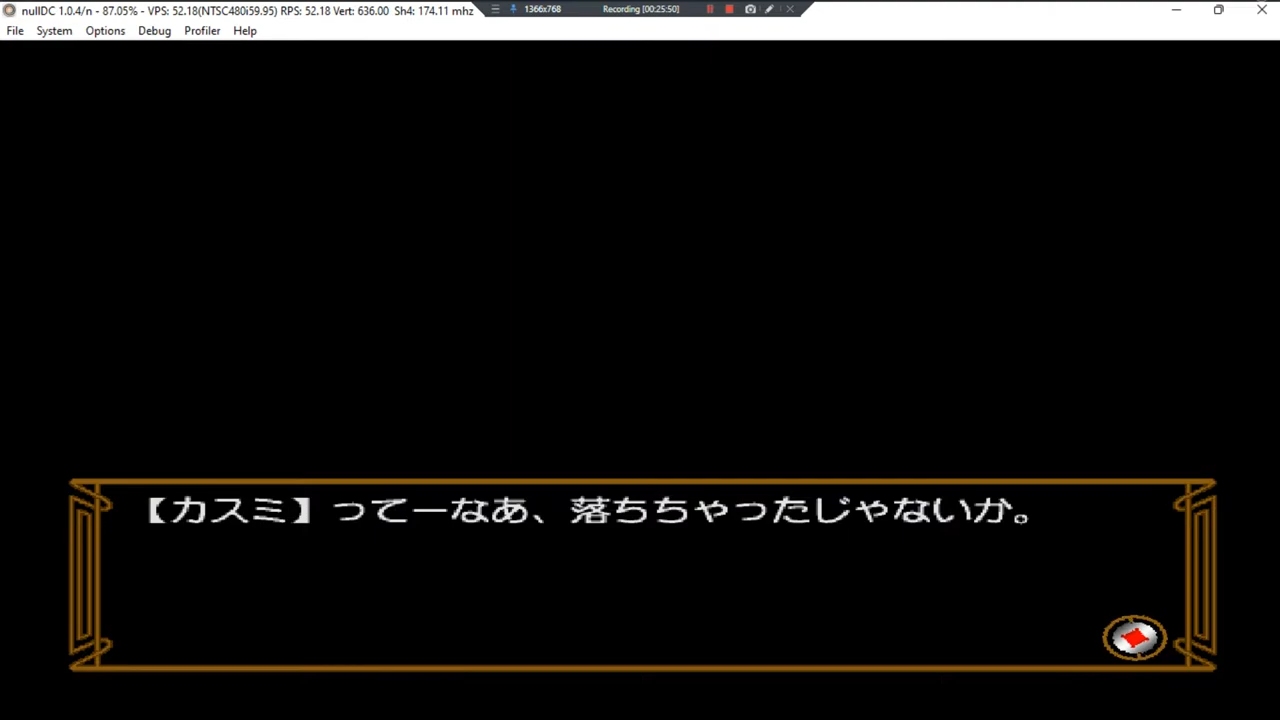 nullDC 1.0.4/n - 87.05% - VPS: 52.18(NTSC480i59.95) RPS: 52.18 Vert: 636.00 Sh4: 174.11 mhz
1366x768
Recording [00:25:50]
File System Options Debug Profiler Help
【カスミ】ってーなあ、落ちちゃったじゃないか。